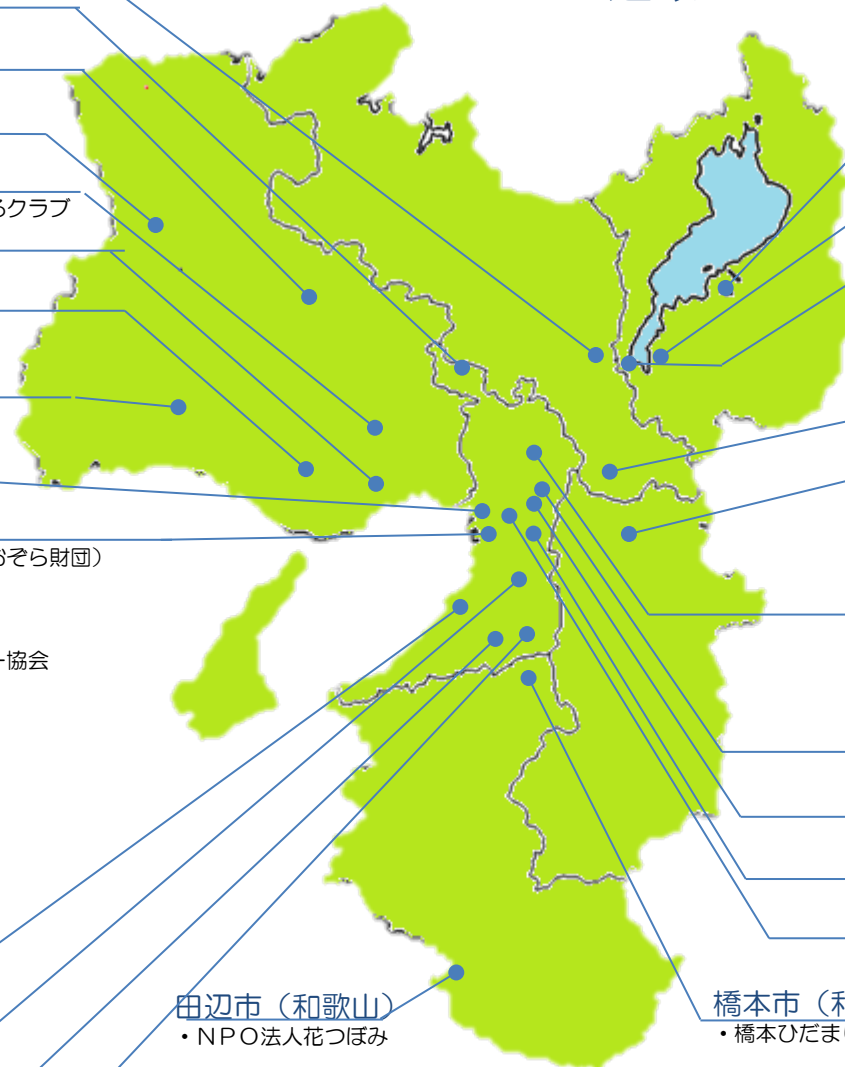 るクラブ
おぞら財団）
ー協会
田辺市（和歌山）
・ＮＰＯ法人花つぼみ
橋本市（和
・橋本ひだまり